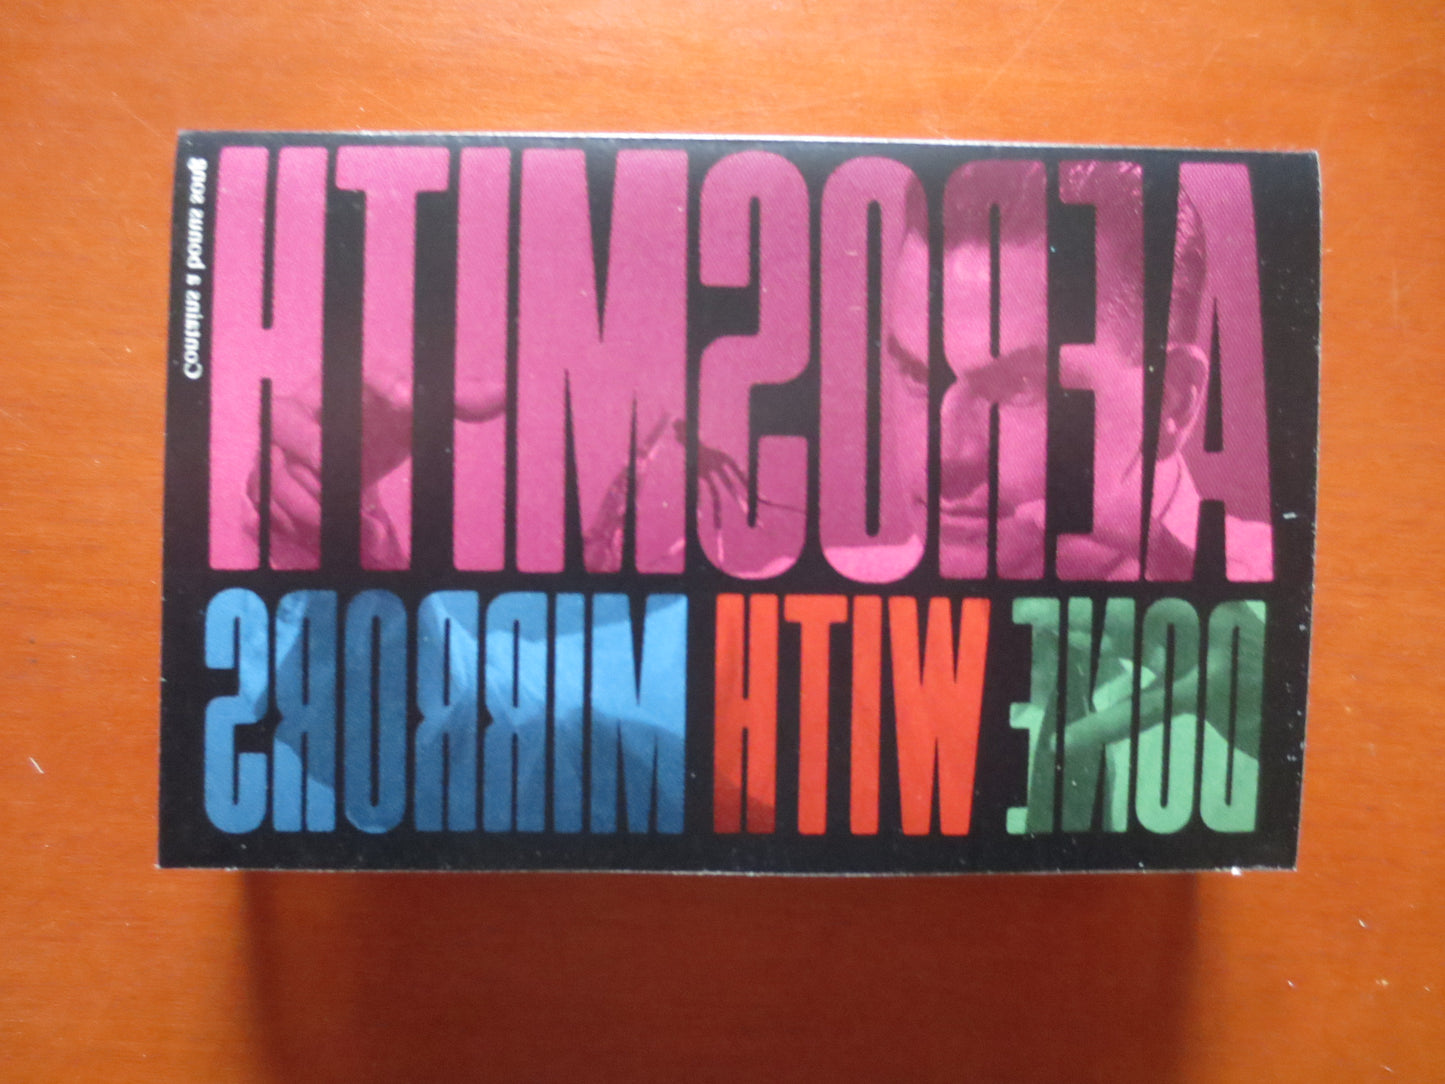 AEROSMITH
DONE WITH MIRRORS
Contains a bonus song